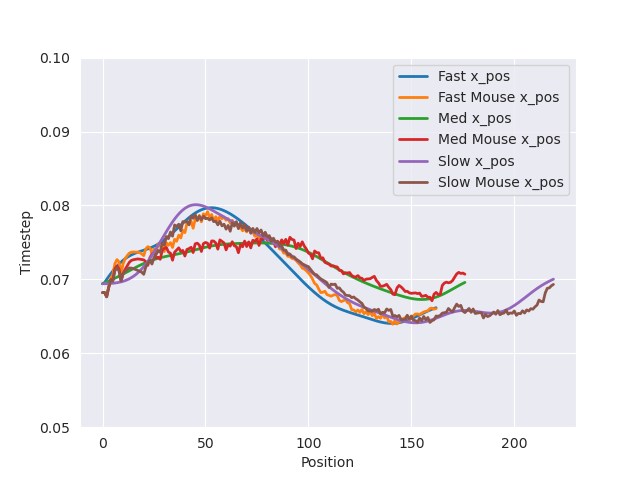 0.10
0.09
0.08
0.07
0.06
0.05
Timestep
0
50
100
150
200
Position
Fast x_pos
Fast Mouse x_pos
Med x_pos
Med Mouse x_pos
Slow x_pos
Slow Mouse x_pos